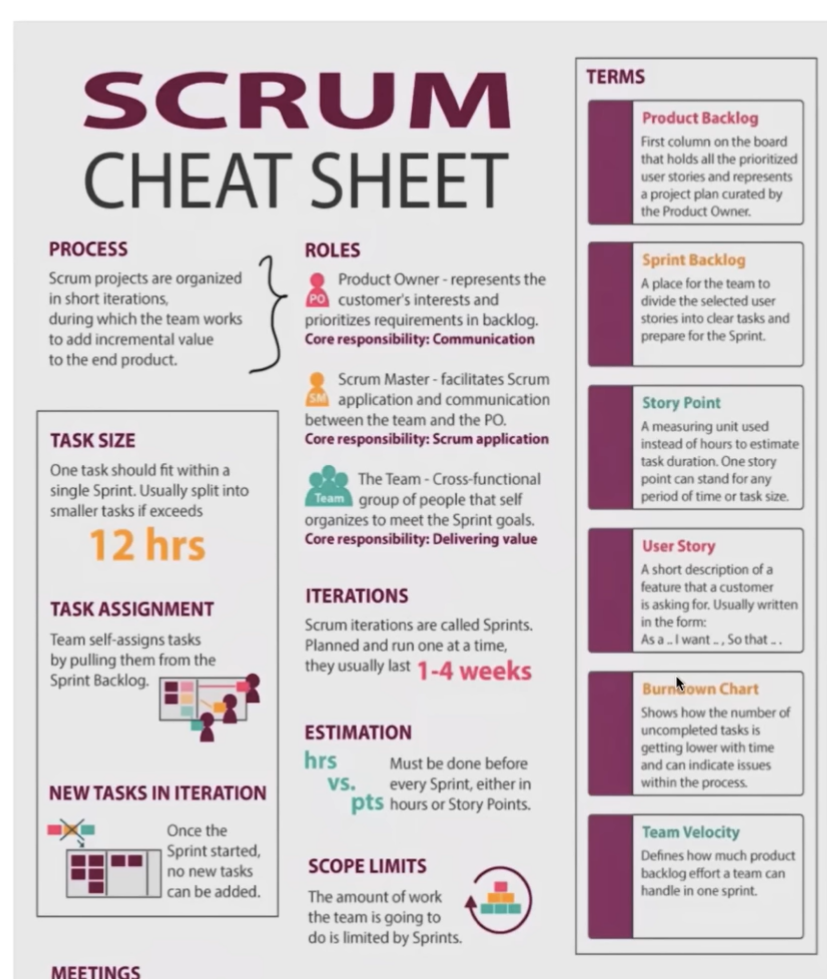 SCRUM
CHEAT SHEET
PROCESS
Scrum projects are organized
in short iterations,
during which the team works
to add incremental value
to the end product.
TASK SIZE
One task should fit within a
single Sprint. Usually split into
smaller tasks if exceeds
12 hrs
TASK ASSIGNMENT
Team self-assigns tasks
by pulling them from the
Sprint Backlog.
NEW TASKS IN ITERATION
Once the
Sprint started,
no new tasks
can be added.
MEETINGS
ROLES
PO
Product Owner - represents the
customer's interests and
prioritizes requirements in backlog.
Core responsibility: Communication
SM
Scrum Master - facilitates Scrum
application and communication
between the team and the PO.
Core responsibility: Scrum application
Team
The Team - Cross-functional
group of people that self
organizes to meet the Sprint goals.
Core responsibility: Delivering value
ITERATIONS
Scrum iterations are called Sprints.
Planned and run one at a time,
they usually last 1-4 weeks
ESTIMATION
hrs
vs.
pts
Must be done before
every Sprint, either in
hours or Story Points.
SCOPE LIMITS
The amount of work
the team is going to
do is limited by Sprints.
TERMS
Product Backlog
First column on the board
that holds all the prioritized
user stories and represents
a project plan curated by
the Product Owner.
Sprint Backlog
A place for the team to
divide the selected user
stories into clear tasks and
prepare for the Sprint.
Story Point
A measuring unit used
instead of hours to estimate
task duration. One story
point can stand for any
period of time or task size.
User Story
A short description of a
feature that a customer
is asking for. Usually written
in the form:
As a .. I want .. , So that .. .
Burndown Chart
Shows how the number of
uncompleted tasks is
getting lower with time
and can indicate issues
within the process.
Team Velocity
Defines how much product
backlog effort a team can
handle in one sprint.